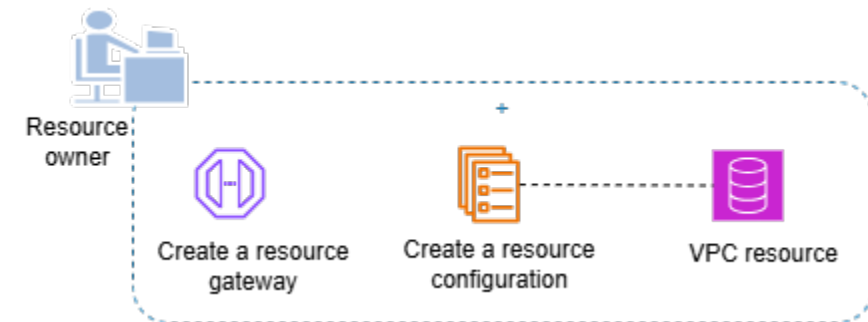 Resource
owner
Create a resource
gateway
Create a resource
configuration
VPC resource